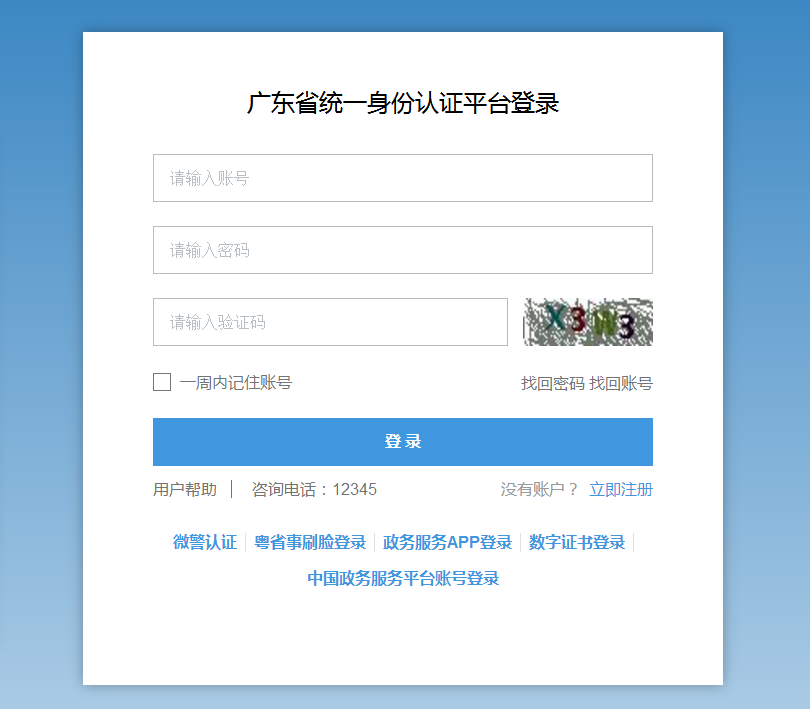 广东省统一身份认证平台登录
请输入账号
请输入密码
请输入验证码 X3W3
一周内记住账号 找回密码 找回账号
登 录
用户帮助 | 咨询电话：12345 没有账户？ 立即注册
微警认证 | 粤省事刷脸登录 | 政务服务APP登录 | 数字证书登录 |
中国政务服务平台账号登录